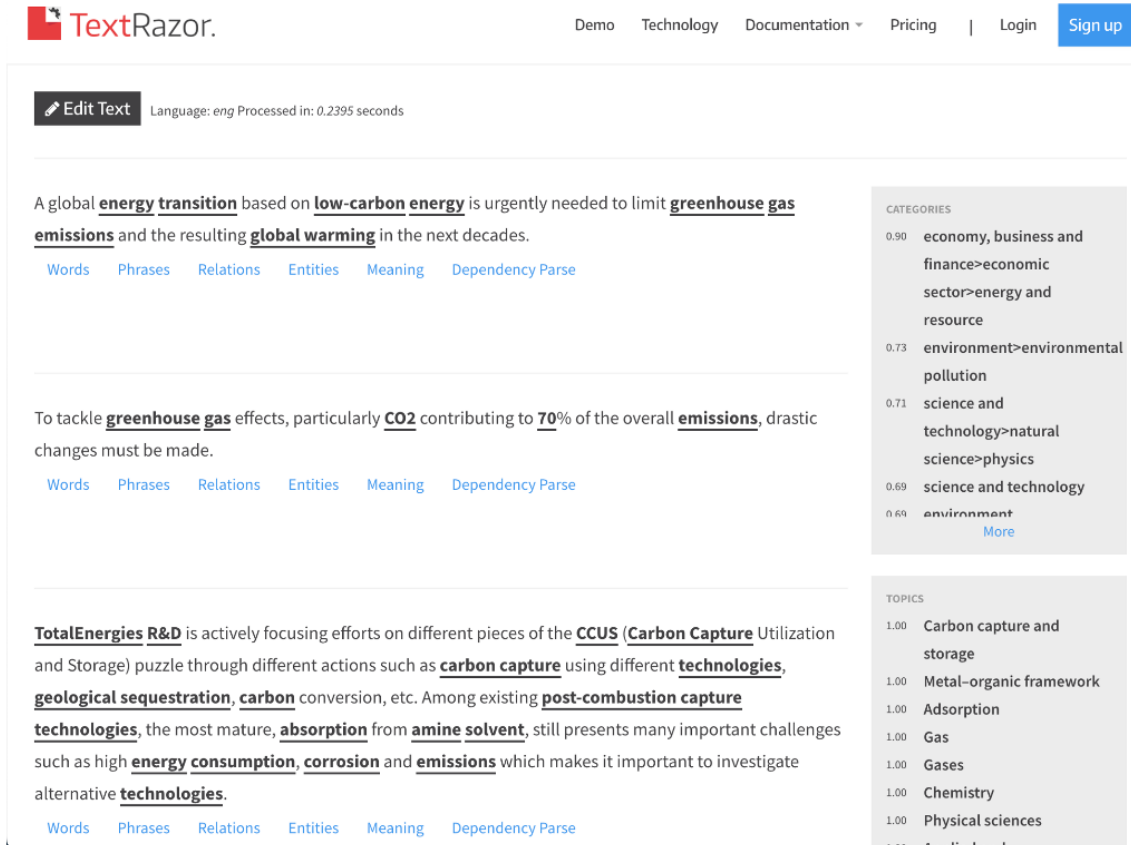 TextRazor.
Demo Technology Documentation Pricing | Login Sign up
Edit Text Language: eng Processed in: 0.2395 seconds
A global energy transition based on low-carbon energy is urgently needed to limit greenhouse gas
emissions and the resulting global warming in the next decades.
Words Phrases Relations Entities Meaning Dependency Parse
To tackle greenhouse gas effects, particularly CO2 contributing to 70% of the overall emissions, drastic
changes must be made.
Words Phrases Relations Entities Meaning Dependency Parse
TotalEnergies R&D is actively focusing efforts on different pieces of the CCUS (Carbon Capture Utilization
and Storage) puzzle through different actions such as carbon capture using different technologies,
geological sequestration, carbon conversion, etc. Among existing post-combustion capture
technologies, the most mature, absorption from amine solvent, still presents many important challenges
such as high energy consumption, corrosion and emissions which makes it important to investigate
alternative technologies.
Words Phrases Relations Entities Meaning Dependency Parse
CATEGORIES
0.90 economy, business and
finance>economic
sector>energy and
resource
0.73 environment>environmental
pollution
0.71 science and
technology>natural
science>physics
0.69 science and technology
0.69 environment
More
TOPICS
1.00 Carbon capture and
storage
1.00 Metal–organic framework
1.00 Adsorption
1.00 Gas
1.00 Gases
1.00 Chemistry
1.00 Physical sciences